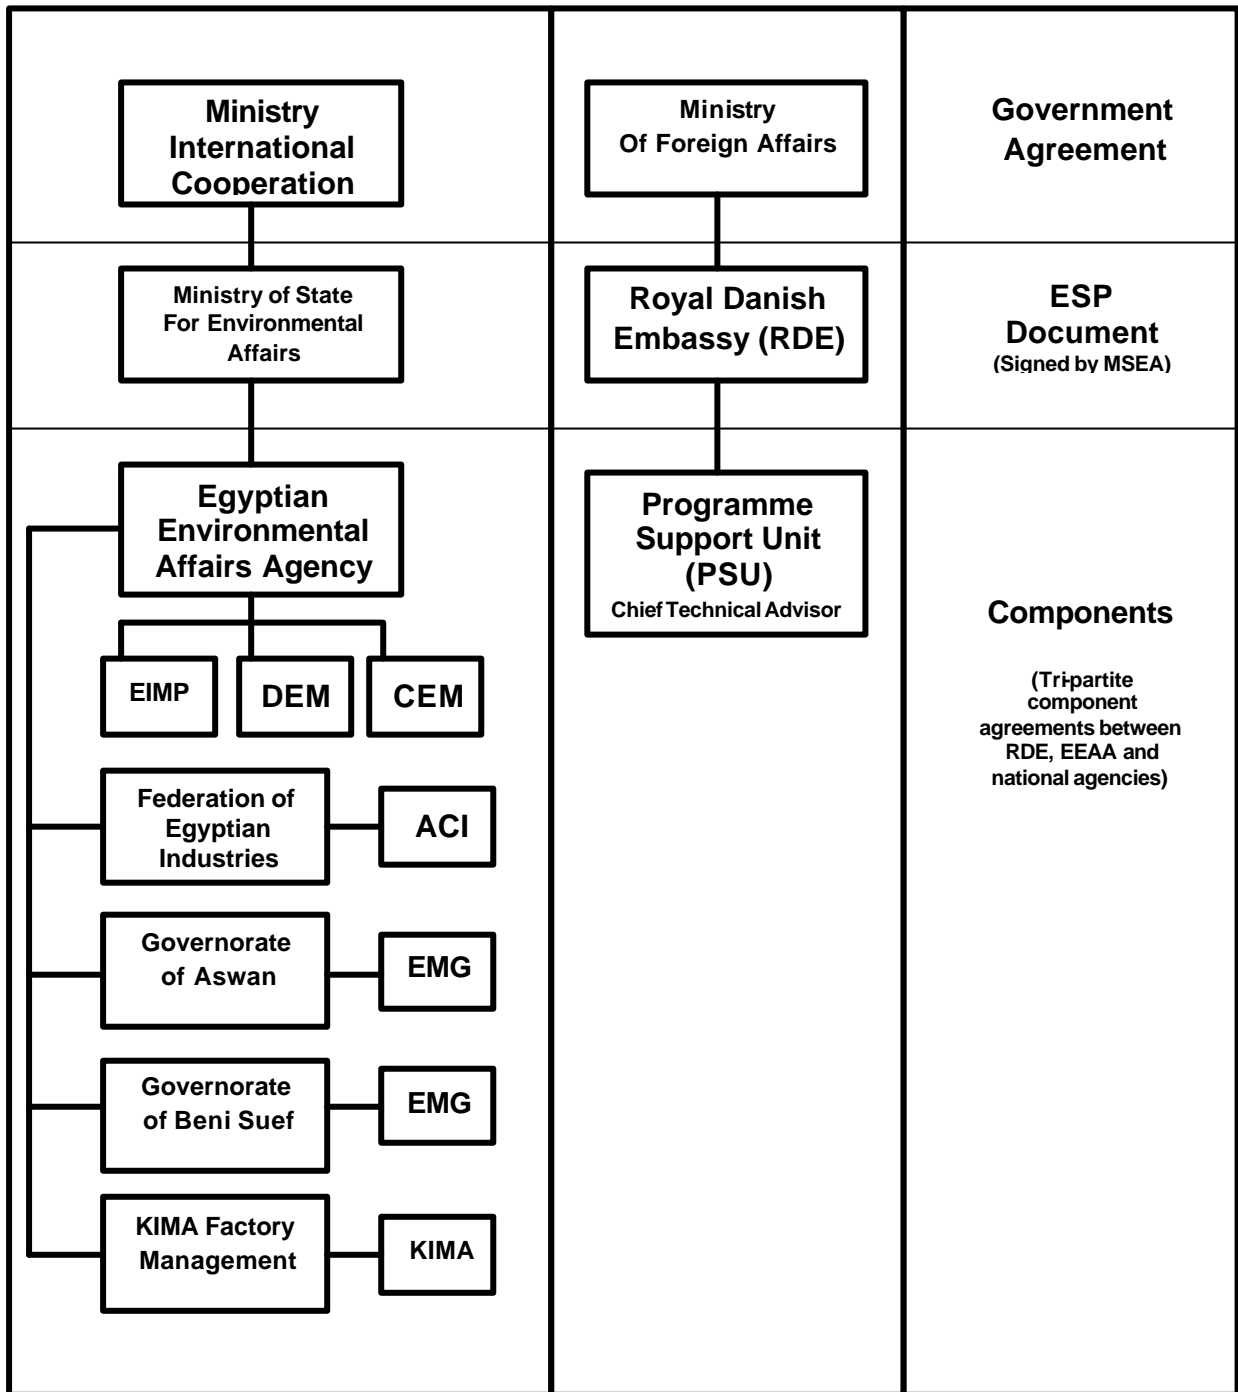 Ministry
International
Cooperation
Ministry
Of Foreign Affairs
Government
Agreement
Ministry of State
For Environmental
Affairs
Royal Danish
Embassy (RDE)
ESP
Document
(Signed by MSEA)
Egyptian
Environmental
Affairs Agency
Programme
Support Unit
(PSU)
Chief Technical Advisor
Components
(Tri-partite
component
agreements between
RDE, EEAA and
national agencies)
EIMP
DEM
CEM
Federation of
Egyptian
Industries
ACI
Governorate
of Aswan
EMG
Governorate
of Beni Suef
EMG
KIMA Factory
Management
KIMA